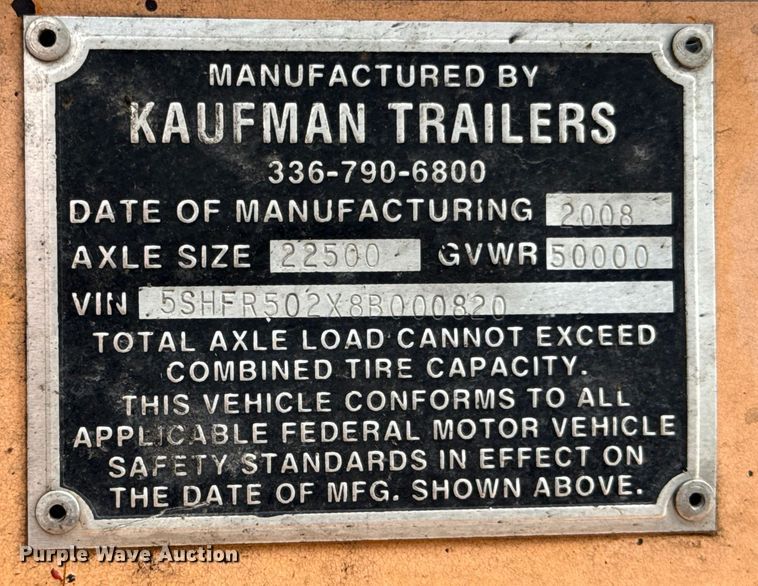 MANUFACTURED BY
KAUFMAN TRAILERS
336-790-6800
DATE OF MANUFACTURING 2008
AXLE SIZE 22500 GVWR 50000
VIN 5SHFR502X8B000820
TOTAL AXLE LOAD CANNOT EXCEED
COMBINED TIRE CAPACITY.
THIS VEHICLE CONFORMS TO ALL
APPLICABLE FEDERAL MOTOR VEHICLE
SAFETY STANDARDS IN EFFECT ON
THE DATE OF MFG. SHOWN ABOVE.
Purple Wave Auction